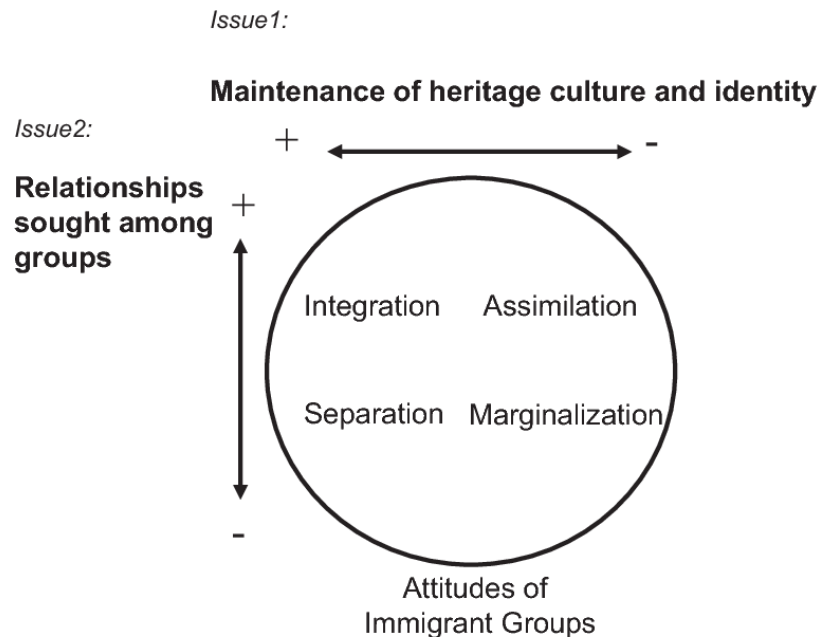 Issue1:
Maintenance of heritage culture and identity
Issue2:
+ -
Relationships
sought among
groups
+
Integration Assimilation
Separation Marginalization
-
Attitudes of
Immigrant Groups